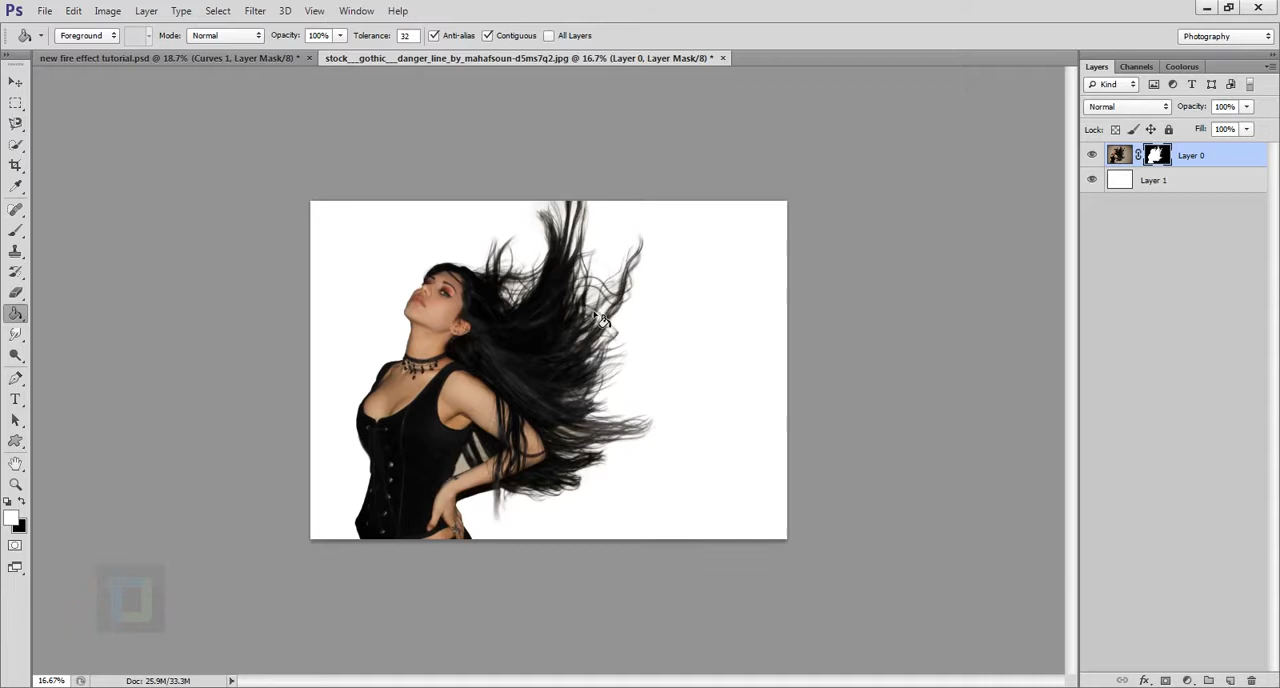 Ps File Edit Image Layer Type Select Filter 3D View Window Help
Foreground Mode: Normal Opacity: 100% Tolerance: 32 Anti-alias Contiguous All Layers Photography
new fire effect tutorial.psd @ 18.7% (Curves 1, Layer Mask/8) * × stock___gothic___danger_line_by_mahafsoun-d5ms7q2.jpg @ 16.7% (Layer 0, Layer Mask/8) * ×
Layers Channels Coolorus
Kind
Normal Opacity: 100%
Lock: Fill: 100%
Layer 0
Layer 1
16.67% Doc: 25.9M/33.3M